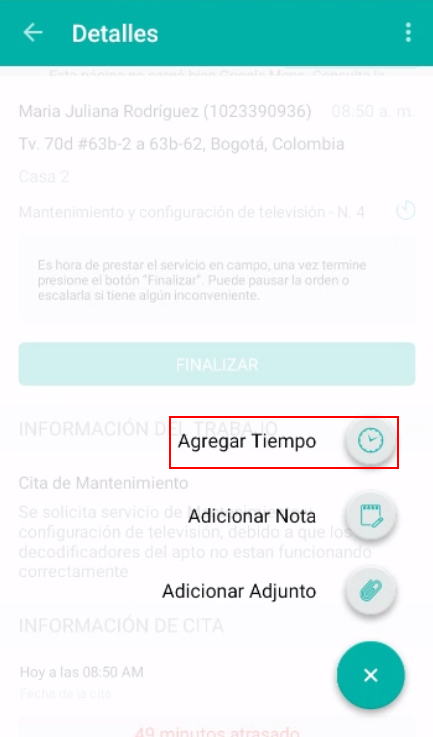 Detalles
Esta página no cargó bien Google Maps. Consulta la
Maria Juliana Rodríguez (1023390936) 08:50 a. m.
Tv. 70d #63b-2 a 63b-62, Bogotá, Colombia
Casa 2
Mantenimiento y configuración de televisión - N. 4
Es hora de prestar el servicio en campo, una vez termine
presione el botón "Finalizar". Puede pausar la orden o
escalarla si tiene algún inconveniente.
FINALIZAR
INFORMACIÓN DEL TRABAJO
Agregar Tiempo
Cita de Mantenimiento
Se solicita servicio de
Adicionar Nota
configuración de televisión, debido a que los
decodificadores del apto no estan funcionando
correctamente
Adicionar Adjunto
INFORMACIÓN DE CITA
Hoy a las 08:50 AM
Fecha de la cita
49 minutos atrasado